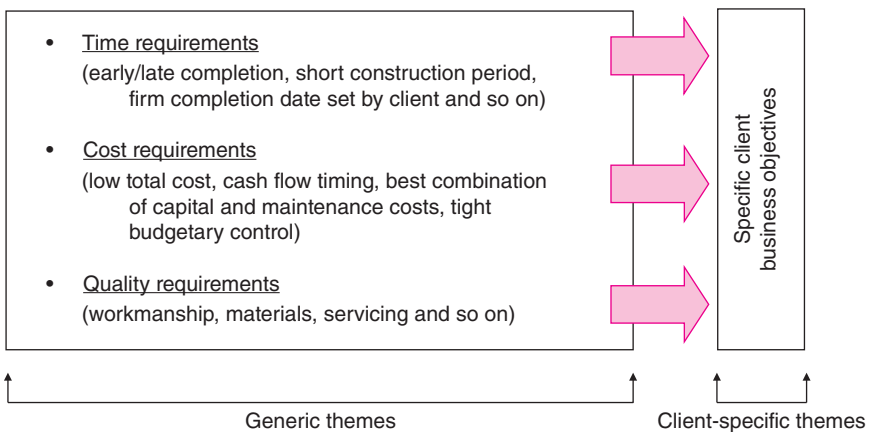 • Time requirements
(early/late completion, short construction period,
firm completion date set by client and so on)
• Cost requirements
(low total cost, cash flow timing, best combination
of capital and maintenance costs, tight
budgetary control)
• Quality requirements
(workmanship, materials, servicing and so on)
Specific client
business objectives
Generic themes
Client-specific themes